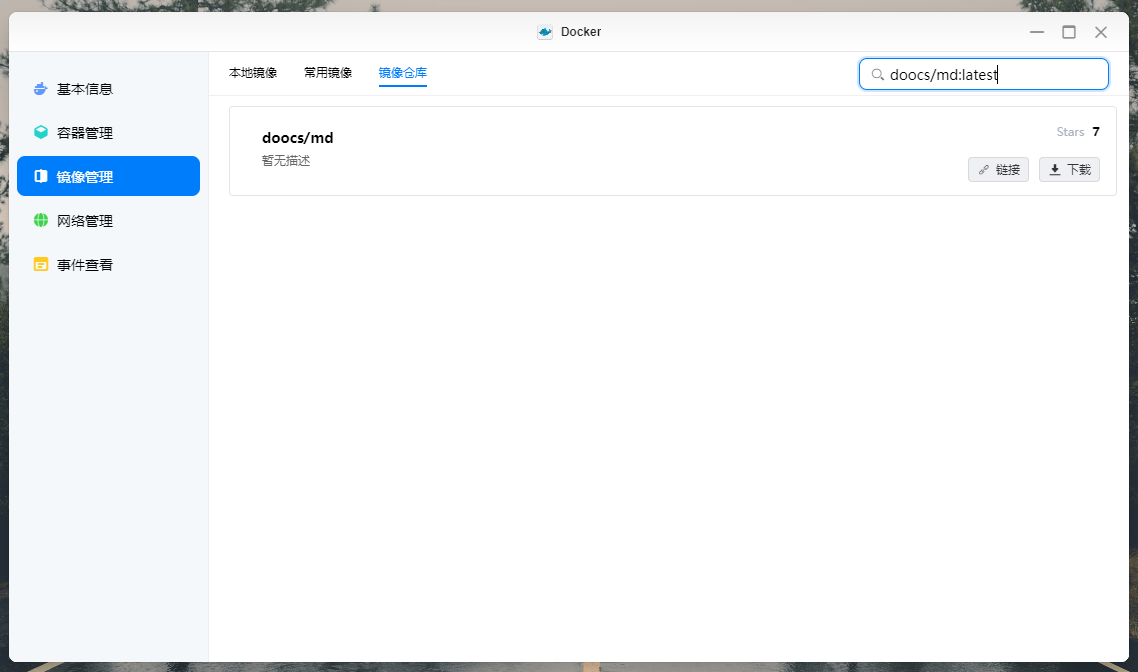 Docker
基本信息
容器管理
镜像管理
网络管理
事件查看
本地镜像 常用镜像 镜像仓库
doocs/md:latest
doocs/md
暂无描述
Stars 7
链接 下载